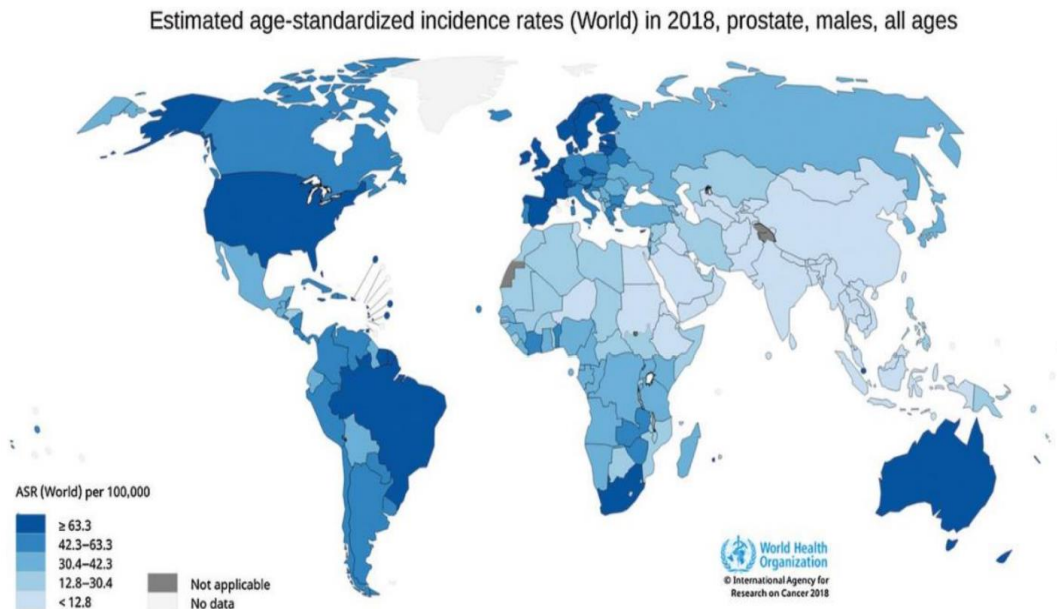 Estimated age-standardized incidence rates (World) in 2018, prostate, males, all ages
ASR (World) per 100,000
≥ 63.3
42.3–63.3
30.4–42.3
12.8–30.4
< 12.8
Not applicable
No data
World Health
Organization
© International Agency for
Research on Cancer 2018